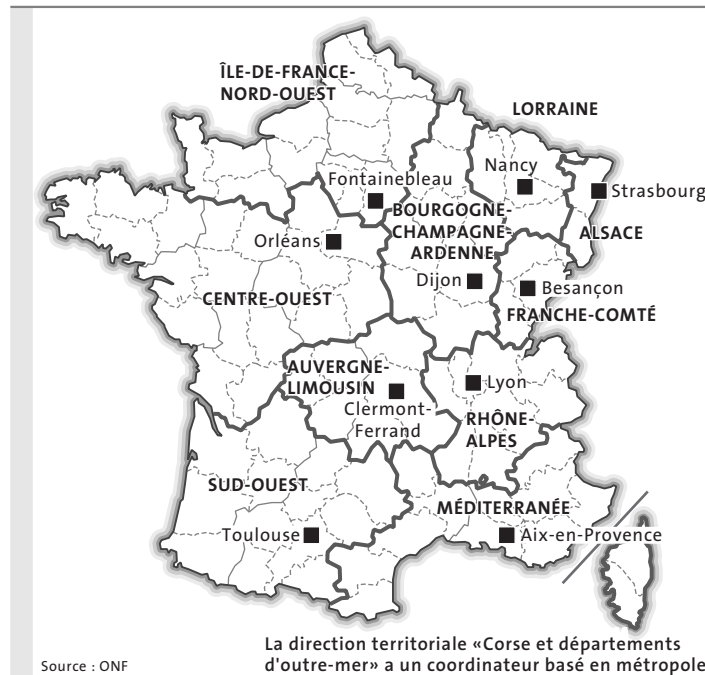 ÎLE-DE-FRANCE-
NORD-OUEST
LORRAINE
Nancy
Fontainebleau
Strasbourg
BOURGOGNE-
CHAMPAGNE-
ARDENNE
ALSACE
Orléans
Dijon
Besançon
CENTRE-OUEST
FRANCHE-COMTÉ
AUVERGNE-
LIMOUSIN
Lyon
Clermont-
Ferrand
RHÔNE-
ALPES
SUD-OUEST
MÉDITERRANÉE
Toulouse
Aix-en-Provence
La direction territoriale «Corse et départements
d'outre-mer» a un coordinateur basé en métropole
Source : ONF